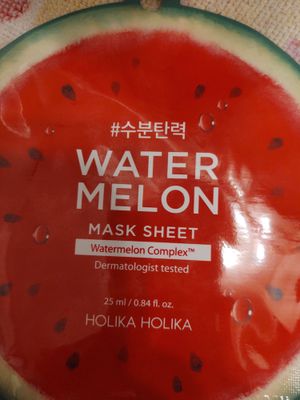 #수분탄력
WATER
MELON
MASK SHEET
Watermelon Complex™
Dermatologist tested
25 ml / 0.84 fl. oz.
HOLIKA HOLIKA